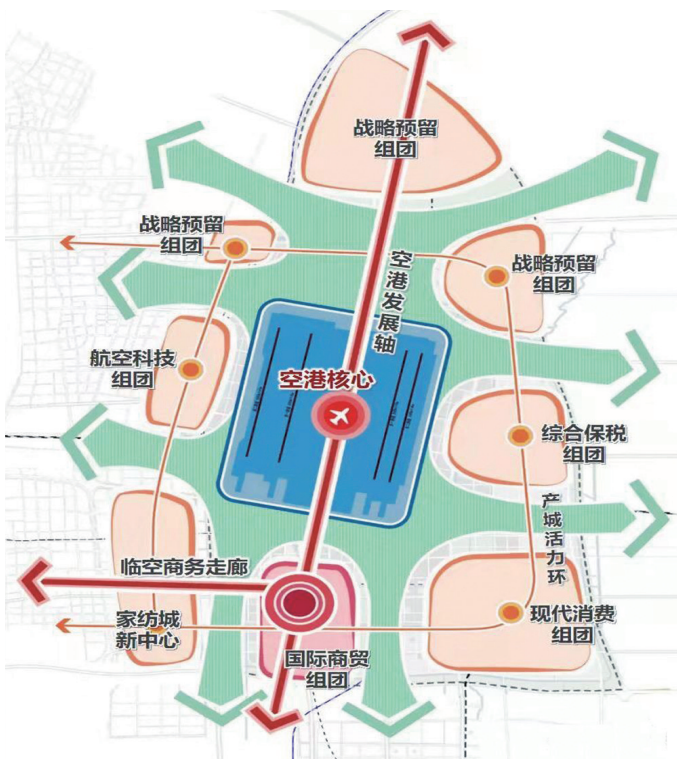 战略预留
组团
战略预留
组团
空港发展轴
战略预留
组团
航空科技
组团
空港核心
综合保税
组团
产城活力环
临空商务走廊
家纺城
新中心
现代消费
组团
国际商贸
组团